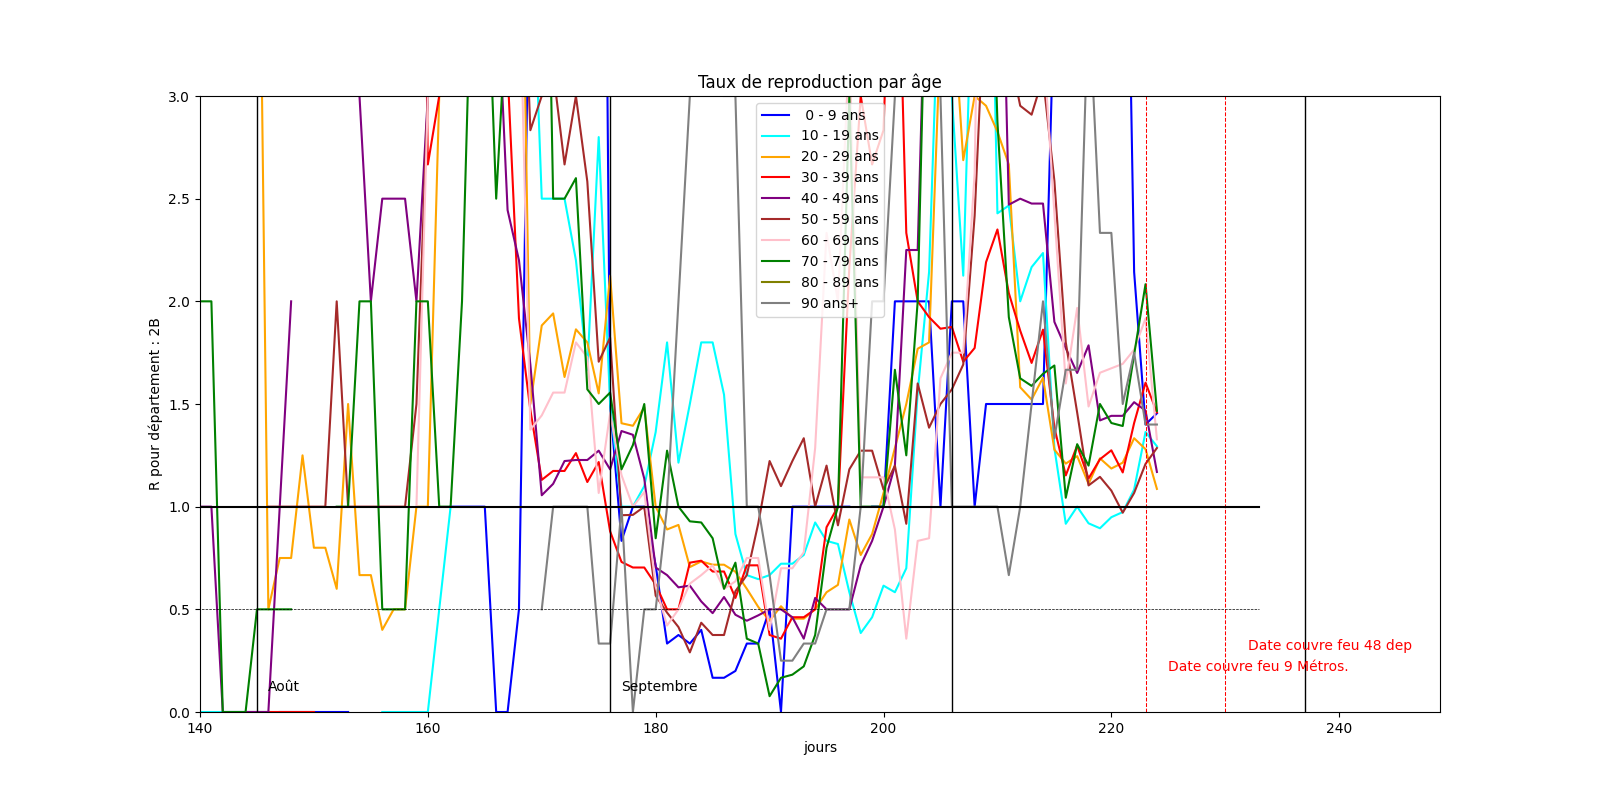 Taux de reproduction par âge
3.0
2.5
2.0
1.5
1.0
0.5
0.0
R pour département : 2B
0 - 9 ans
10 - 19 ans
20 - 29 ans
30 - 39 ans
40 - 49 ans
50 - 59 ans
60 - 69 ans
70 - 79 ans
80 - 89 ans
90 ans+
Date couvre feu 48 dep
Date couvre feu 9 Métros.
Août
Septembre
140
160
180
200
220
240
jours